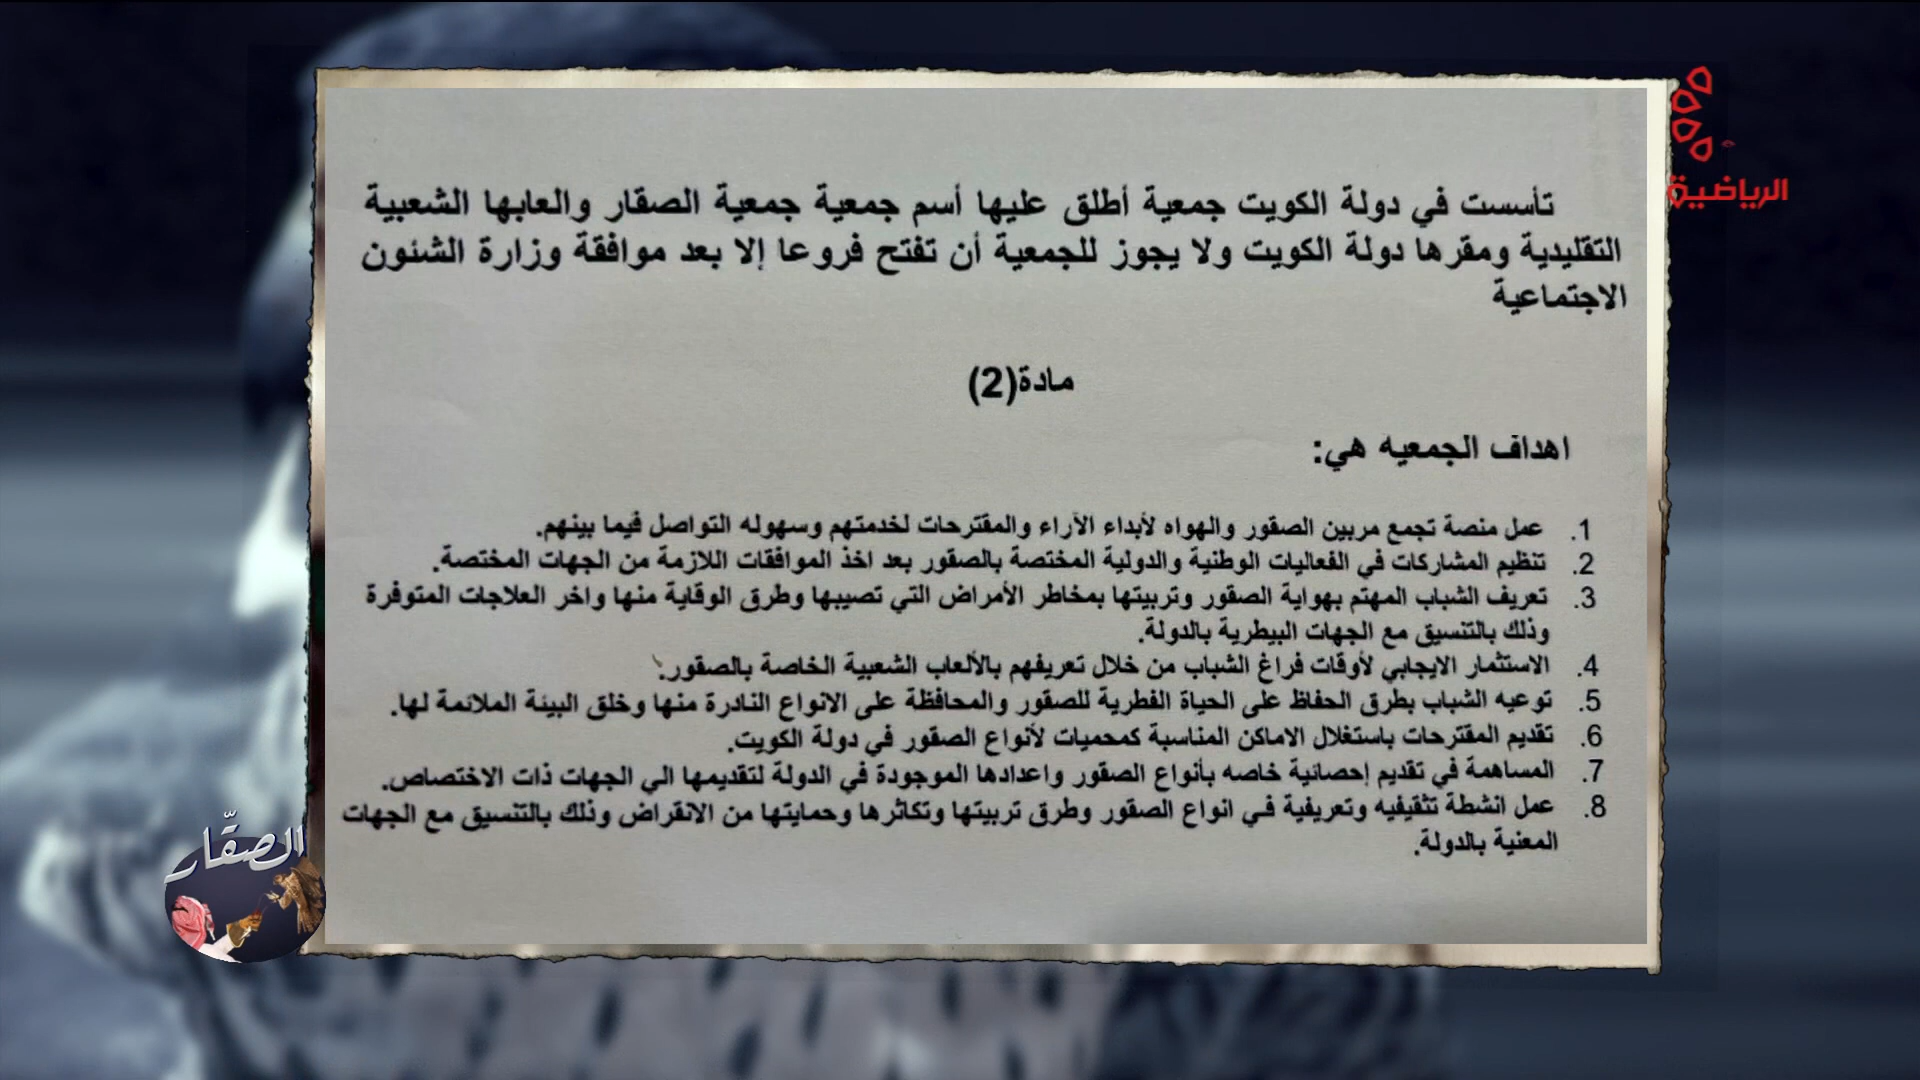 الرياضية
تأسست في دولة الكويت جمعية أطلق عليها أسم جمعية جمعية الصقار والعابها الشعبية
التقليدية ومقرها دولة الكويت ولا يجوز للجمعية أن تفتح فروعا إلا بعد موافقة وزارة الشئون
الاجتماعية
مادة(2)
اهداف الجمعيه هي:
1. عمل منصة تجمع مربين الصقور والهواه لأبداء الآراء والمقترحات لخدمتهم وسهوله التواصل فيما بينهم.
2. تنظيم المشاركات في الفعاليات الوطنية والدولية المختصة بالصقور بعد اخذ الموافقات اللازمة من الجهات المختصة.
3. تعريف الشباب المهتم بهواية الصقور وتربيتها بمخاطر الأمراض التي تصيبها وطرق الوقاية منها واخر العلاجات المتوفرة
وذلك بالتنسيق مع الجهات البيطرية بالدولة.
4. الاستثمار الايجابي لأوقات فراغ الشباب من خلال تعريفهم بالألعاب الشعبية الخاصة بالصقور.
5. توعيه الشباب بطرق الحفاظ على الحياة الفطرية للصقور والمحافظة على الانواع النادرة منها وخلق البيئة الملائمة لها.
6. تقديم المقترحات باستغلال الاماكن المناسبة كمحميات لأنواع الصقور في دولة الكويت.
7. المساهمة في تقديم إحصائية خاصه بأنواع الصقور واعدادها الموجودة في الدولة لتقديمها الي الجهات ذات الاختصاص.
8. عمل انشطة تثقيفيه وتعريفية في انواع الصقور وطرق تربيتها وتكاثرها وحمايتها من الانقراض وذلك بالتنسيق مع الجهات
المعنية بالدولة.
الصقّار